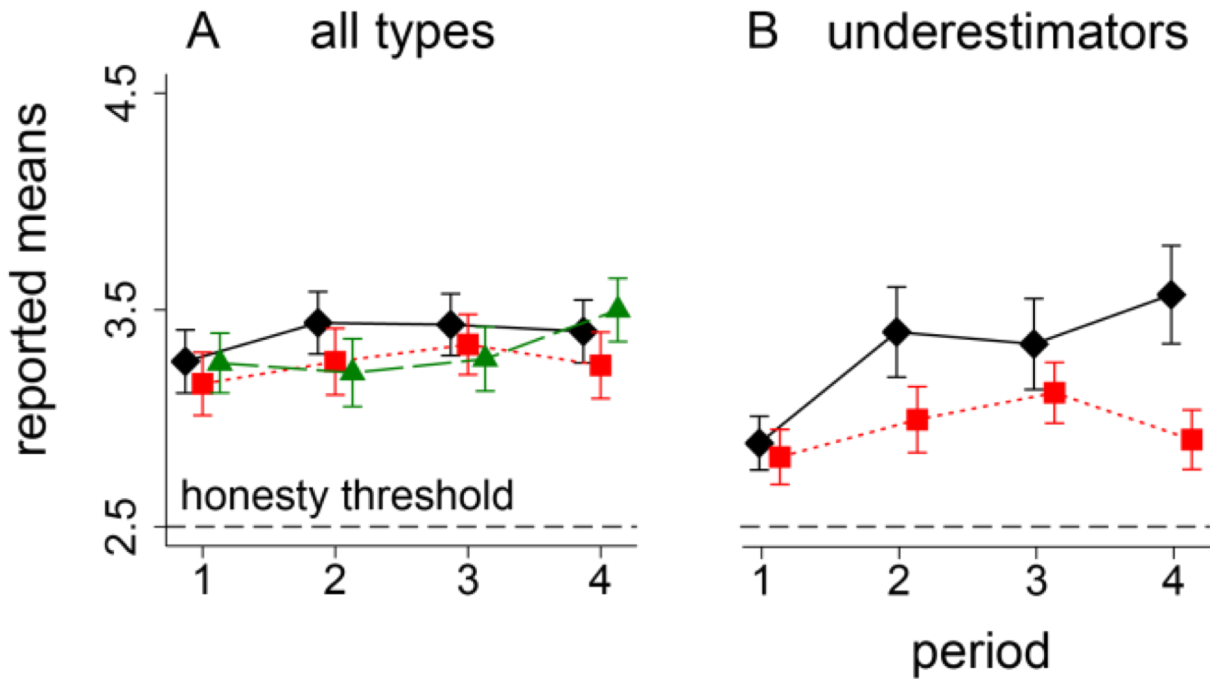 A all types
B underestimators
reported means
4.5
3.5
2.5
honesty threshold
1 2 3 4
1 2 3 4
period